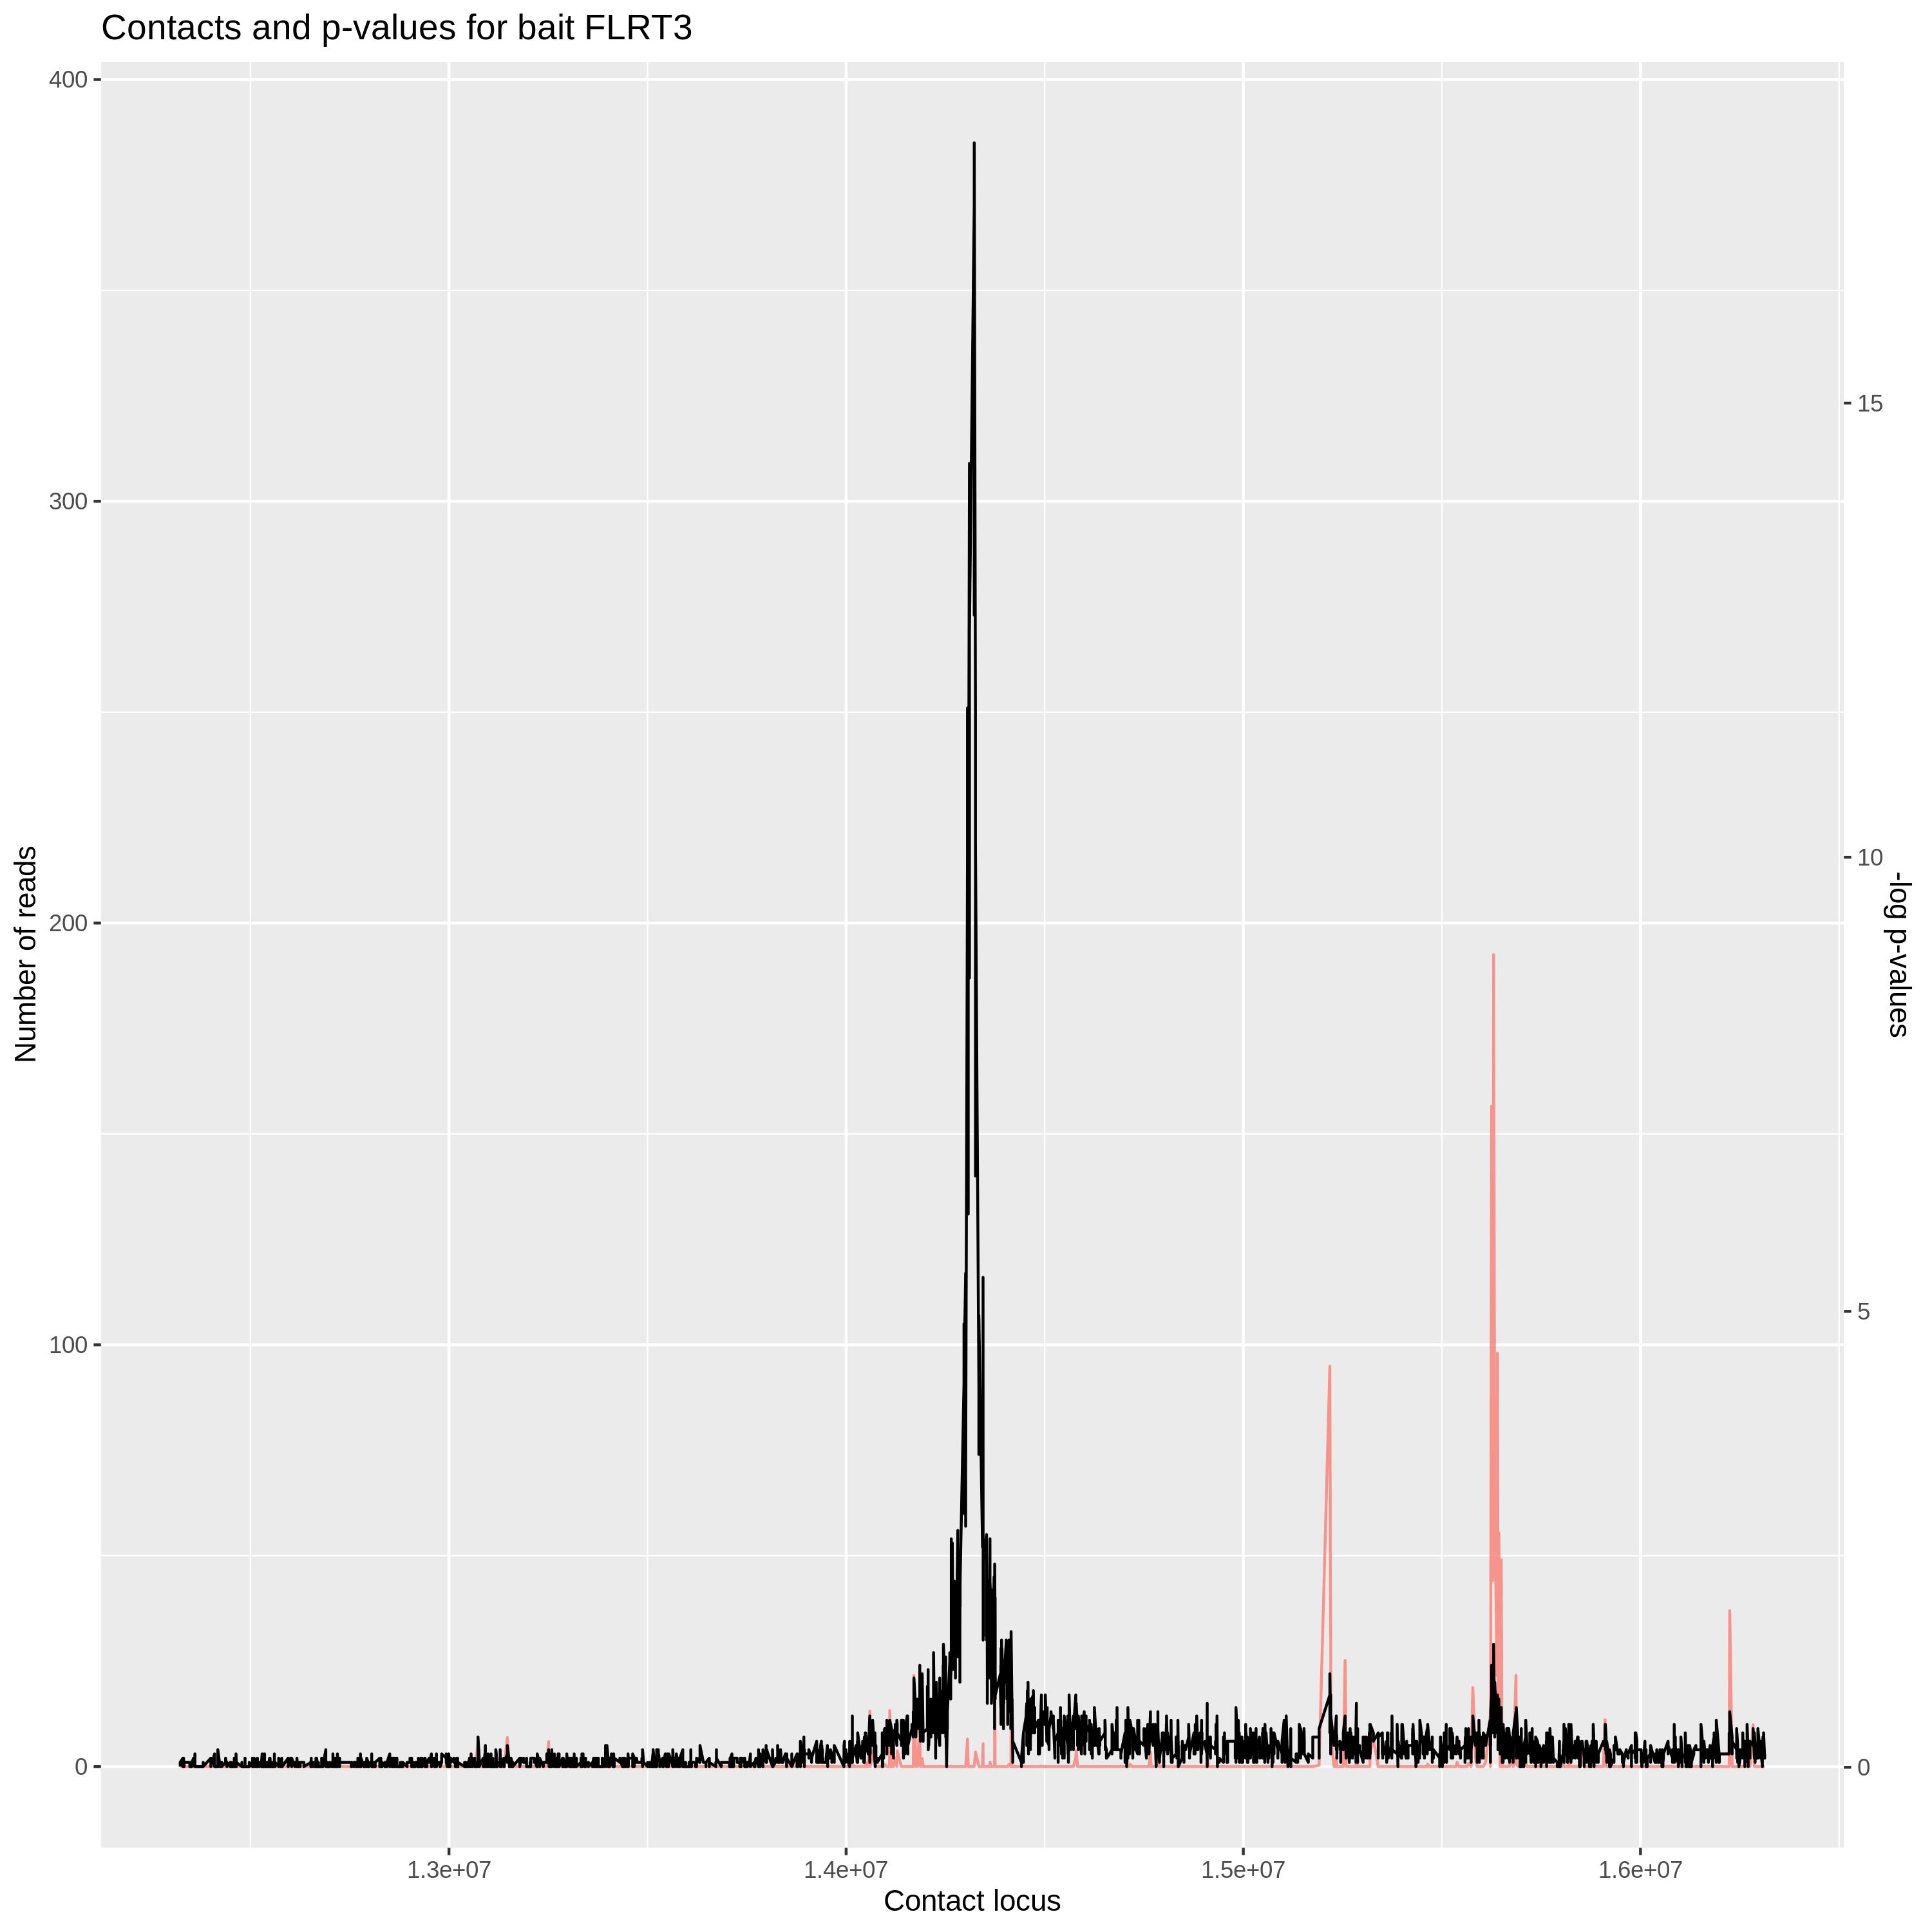 Contacts and p-values for bait FLRT3
400
300
200
100
0
Number of reads
15
10
5
0
-log p-values
1.3e+07
1.4e+07
1.5e+07
1.6e+07
Contact locus